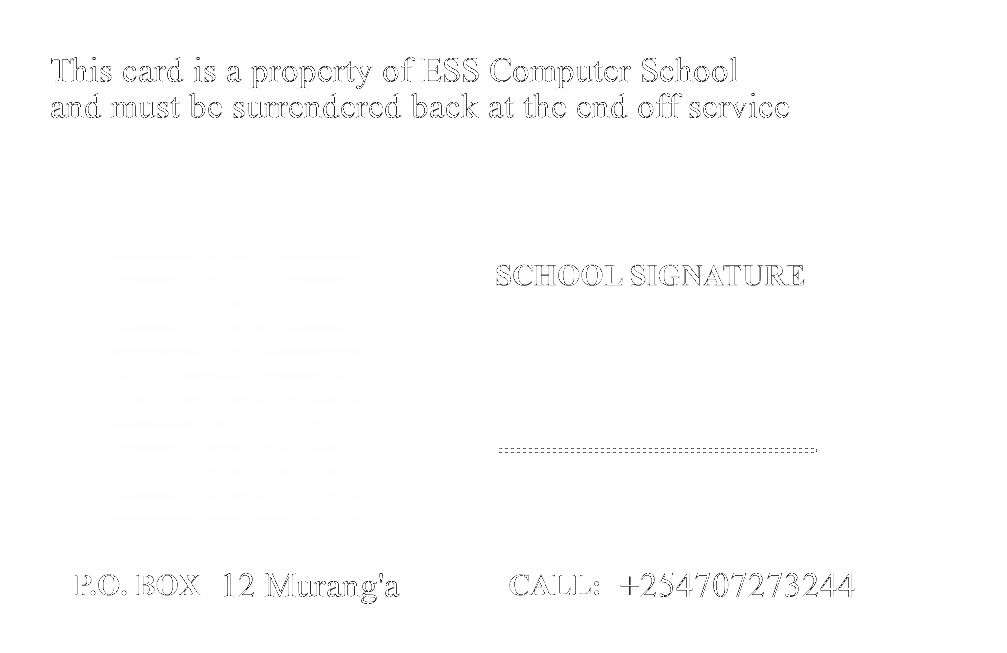 This card is a property of ESS Computer School
and must be surrendered back at the end off service
SCHOOL SIGNATURE
P.O. BOX 12 Murang'a
CALL: +254707273244